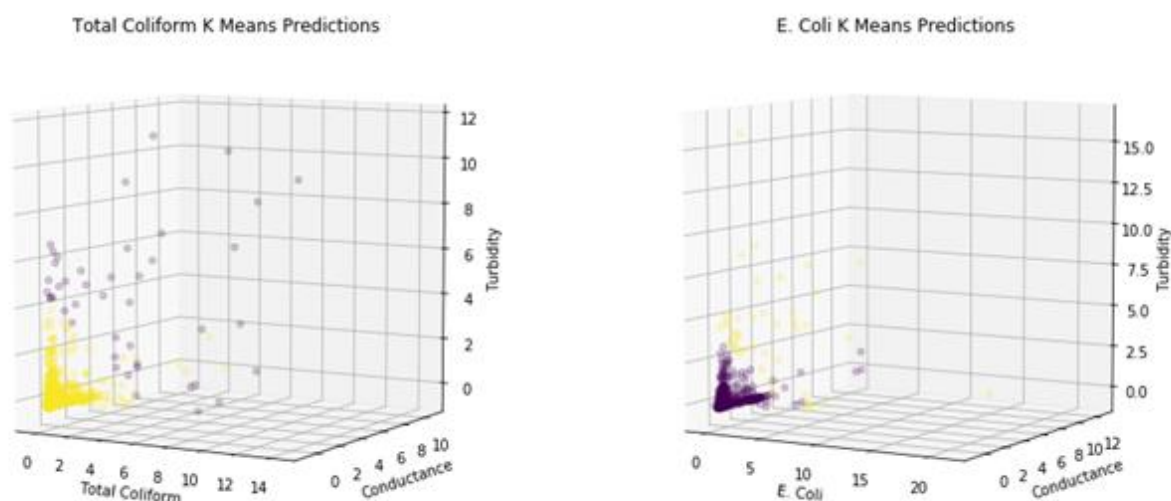 Total Coliform K Means Predictions
12
10
8
6
4
2
0
Turbidity
0 2 4 6 8 10 12 14
Total Coliform
0 2 4 6 8 10
Conductance
E. Coli K Means Predictions
15.0
12.5
10.0
7.5
5.0
2.5
0.0
Turbidity
0 5 10 15 20
E. Coli
0 2 4 6 8 10 12
Conductance